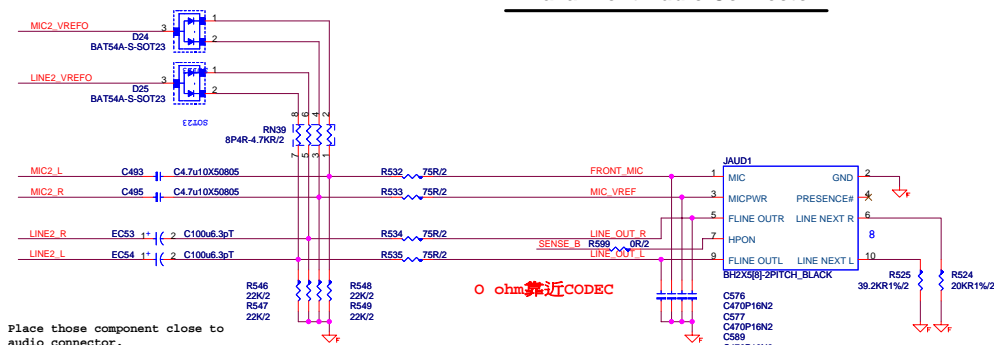 MIC2_VREFO
3
1
2
D24
BAT54A-S-SOT23
LINE2_VREFO
3
1
2
D25
BAT54A-S-SOT23
SOT23
8 6 4 2
RN39
8P4R-4.7KR/2
7 5 3 1
JAUD1
MIC2_L C493 C4.7u10X50805 R532 75R/2 FRONT_MIC 1 MIC GND 2
MIC2_R C495 C4.7u10X50805 R533 75R/2 MIC_VREF 3 MICPWR PRESENCE# 4
LINE2_R EC53 1 + 2 C100u6.3pT R534 75R/2 LINE_OUT_R 5 FLINE OUTR LINE NEXT R 6
SENSE_B R599 0R/2 7 HPON 8
LINE2_L EC54 1 + 2 C100u6.3pT R535 75R/2 LINE_OUT_L 9 FLINE OUTL LINE NEXT L 10
BH2X5[8]-2PITCH_BLACK
R525
39.2KR1%/2
R524
20KR1%/2
R546
22K/2
R547
22K/2
R548
22K/2
R549
22K/2
0 ohm靠近CODEC
C576
C470P16N2
C577
C470P16N2
C589
F
F
F
F
F
Place those component close to
audio connector.